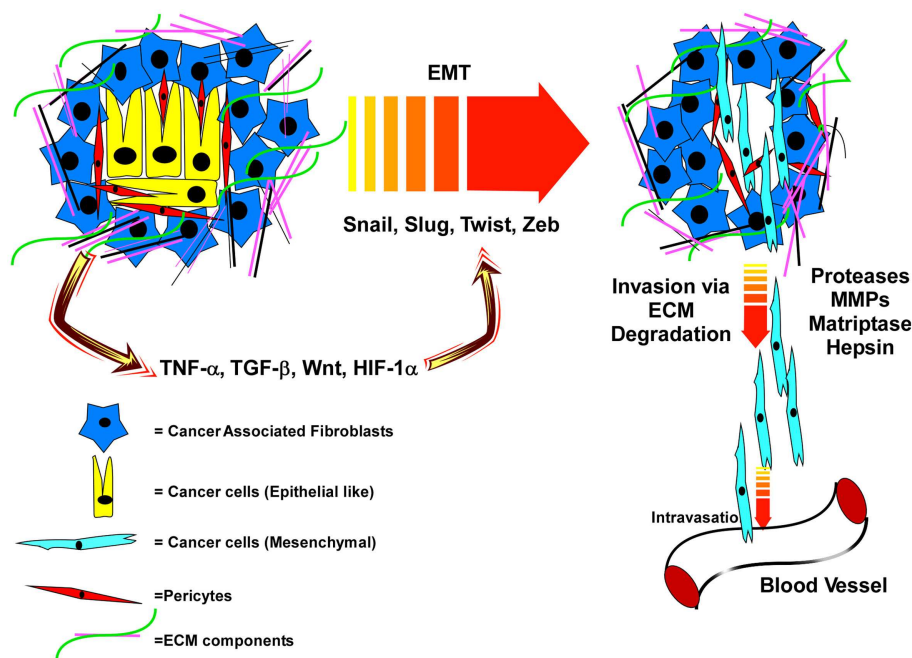 EMT
Snail, Slug, Twist, Zeb
TNF-α, TGF-β, Wnt, HIF-1α
Invasion via
ECM
Degradation
Proteases
MMPs
Matriptase
Hepsin
Intravasatio
Blood Vessel
= Cancer Associated Fibroblasts
= Cancer cells (Epithelial like)
= Cancer cells (Mesenchymal)
=Pericytes
=ECM components